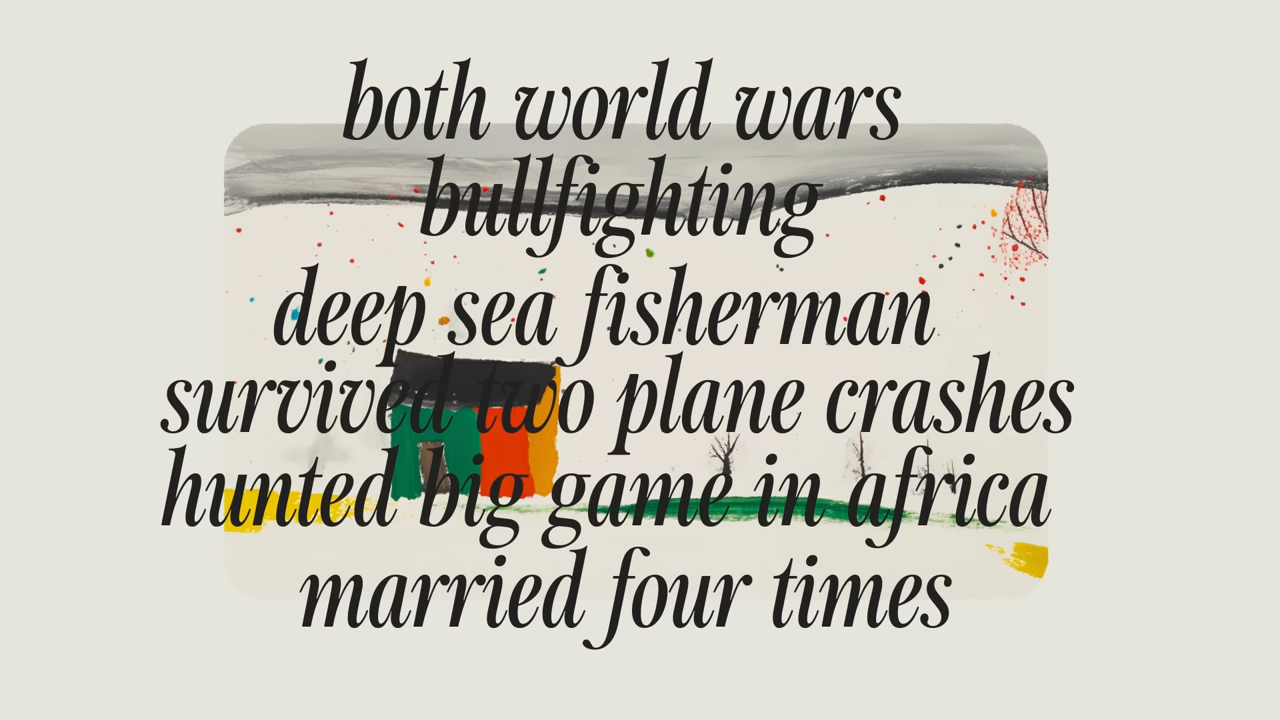 both world wars
bullfighting
deep sea fisherman
survived two plane crashes
hunted big game in africa
married four times